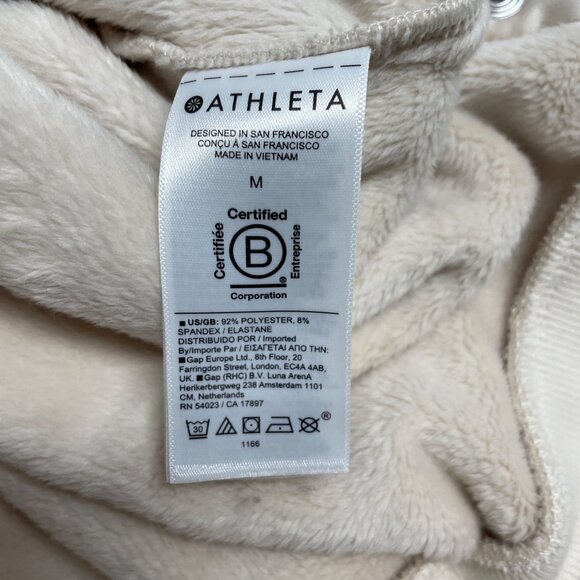 ATHLETA
DESIGNED IN SAN FRANCISCO
CONÇU À SAN FRANCISCO
MADE IN VIETNAM
M
Certified
Certifiée
B
Entreprise
®
Corporation
US/GB: 92% POLYESTER, 8%
SPANDEX / ELASTANE
DISTRIBUIDO POR / Imported
By/Importe Par / ΕΙΣΑΓΕΤΑΙ ΑΠΟ ΤΗΝ:
Gap Europe Ltd., 8th Floor, 20
Farringdon Street, London, EC4A 4AB,
UK. Gap (RHC) B.V. Luna ArenA
Herikerbergweg 238 Amsterdam 1101
CM, Netherlands
RN 54023 / CA 17897
30
®
1166